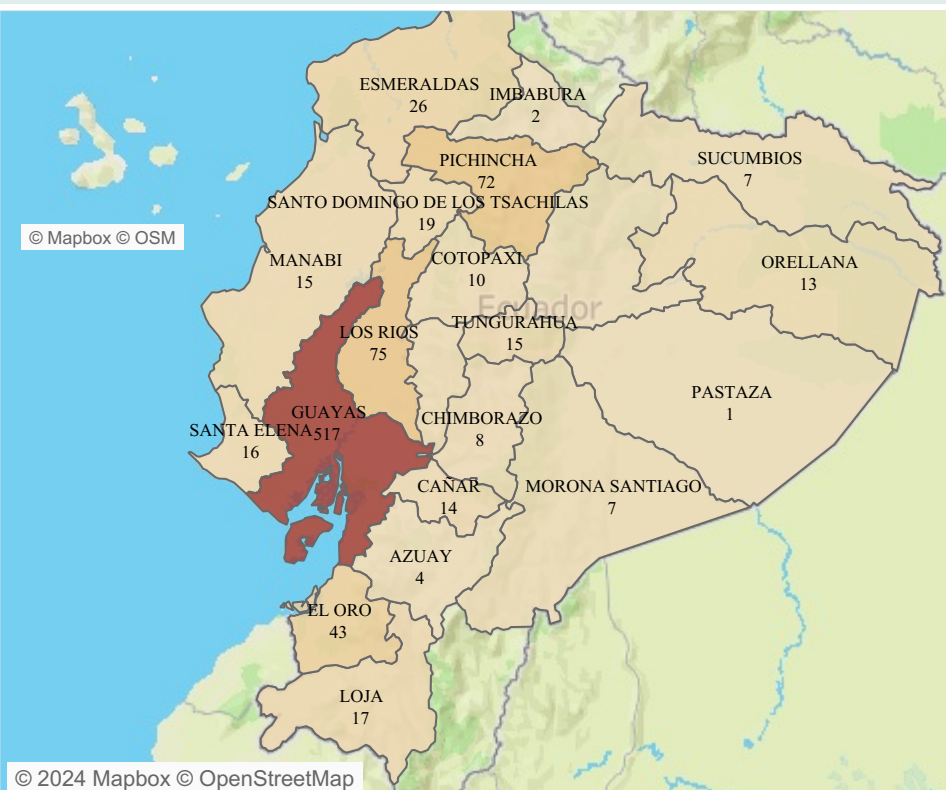 ESMERALDAS
26
IMBABURA
2
PICHINCHA
72
SUCUMBIOS
7
SANTO DOMINGO DE LOS TSACHILAS
19
© Mapbox © OSM
MANABI
15
COTOPAXI
10
ORELLANA
13
Ecuador
LOS RIOS
75
TUNGURAHUA
15
PASTAZA
1
GUAYAS
517
CHIMBORAZO
8
SANTA ELENA
16
CAÑAR
14
MORONA SANTIAGO
7
AZUAY
4
EL ORO
43
LOJA
17
© 2024 Mapbox © OpenStreetMap